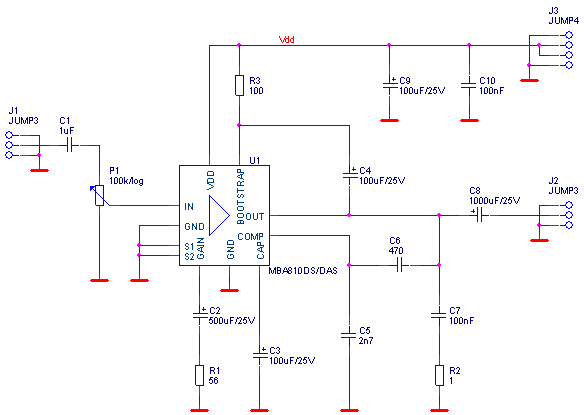 J3
JUMP4
Vdd
R3
100
C9
100uF/25V
C10
100nF
J1
JUMP3
C1
1uF
P1
100k/log
U1
VDD
BOOTSTRAP
C4
100uF/25V
J2
JUMP3
C8
1000uF/25V
IN
GND
OUT
COMP
S1
S2
GAIN
GND
CAP
MBA810DS/DAS
C6
470
C2
500uF/25V
C7
100nF
C5
2n7
C3
100uF/25V
R1
56
R2
1